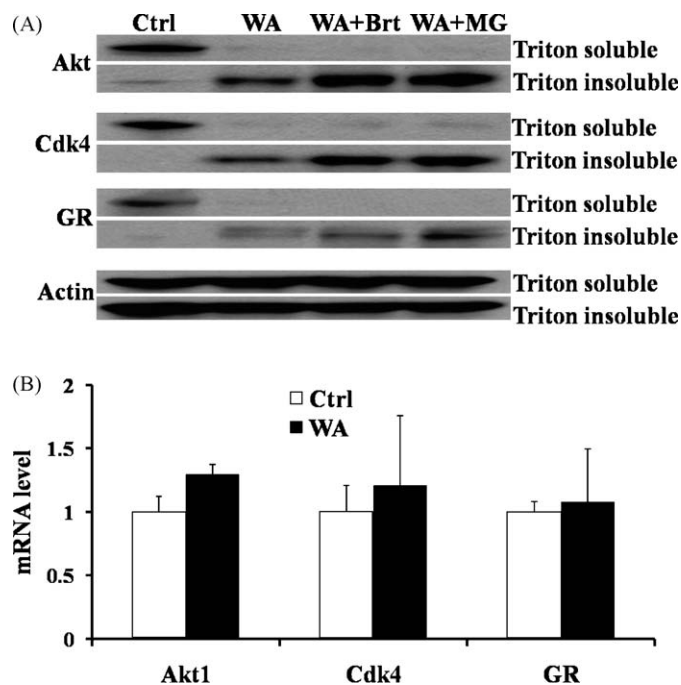 (A)
Ctrl WA WA+Brt WA+MG
Akt
Triton soluble
Triton insoluble
Cdk4
Triton soluble
Triton insoluble
GR
Triton soluble
Triton insoluble
Actin
Triton soluble
Triton insoluble
(B)
2
1.5
1
0.5
0
mRNA level
Ctrl
WA
Akt1 Cdk4 GR